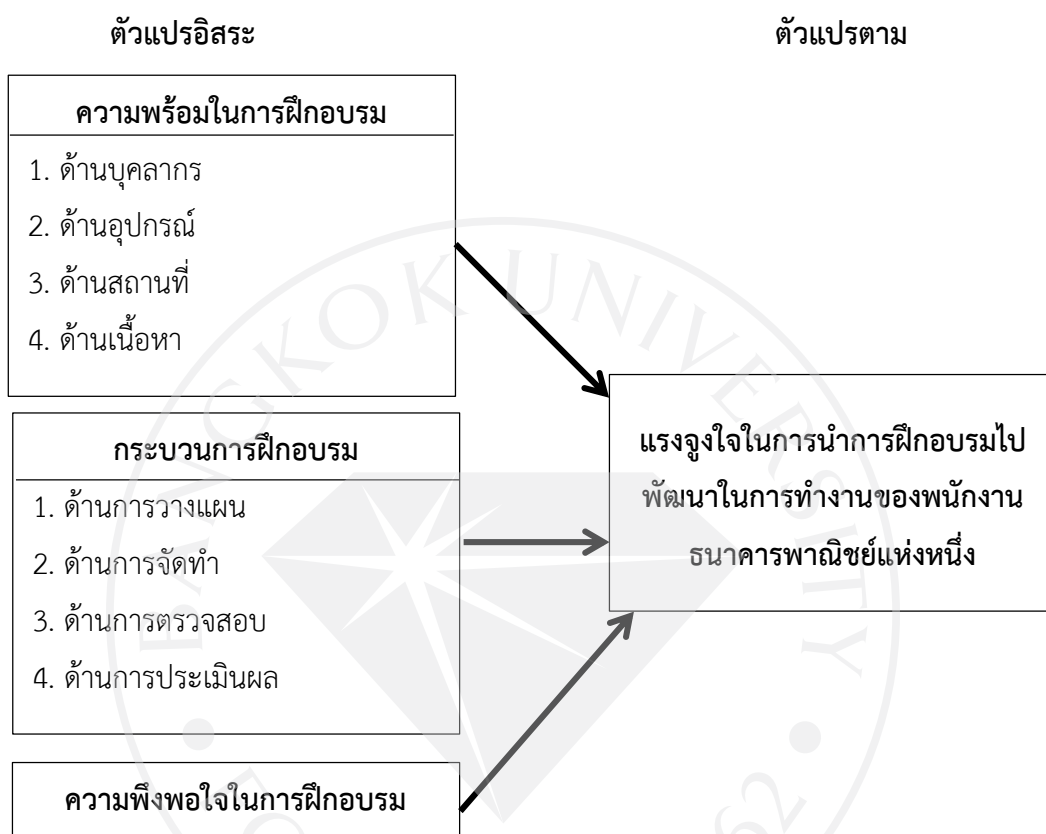 ตัวแปรอิสระ
ตัวแปรตาม
ความพร้อมในการฝึกอบรม
1. ด้านบุคลากร
2. ด้านอุปกรณ์
3. ด้านสถานที่
4. ด้านเนื้อหา
กระบวนการฝึกอบรม
1. ด้านการวางแผน
2. ด้านการจัดทำ
3. ด้านการตรวจสอบ
4. ด้านการประเมินผล
ความพึงพอใจในการฝึกอบรม
แรงจูงใจในการนำการฝึกอบรมไป
พัฒนาในการทำงานของพนักงาน
ธนาคารพาณิชย์แห่งหนึ่ง
BANGKOK UNIVERSITY